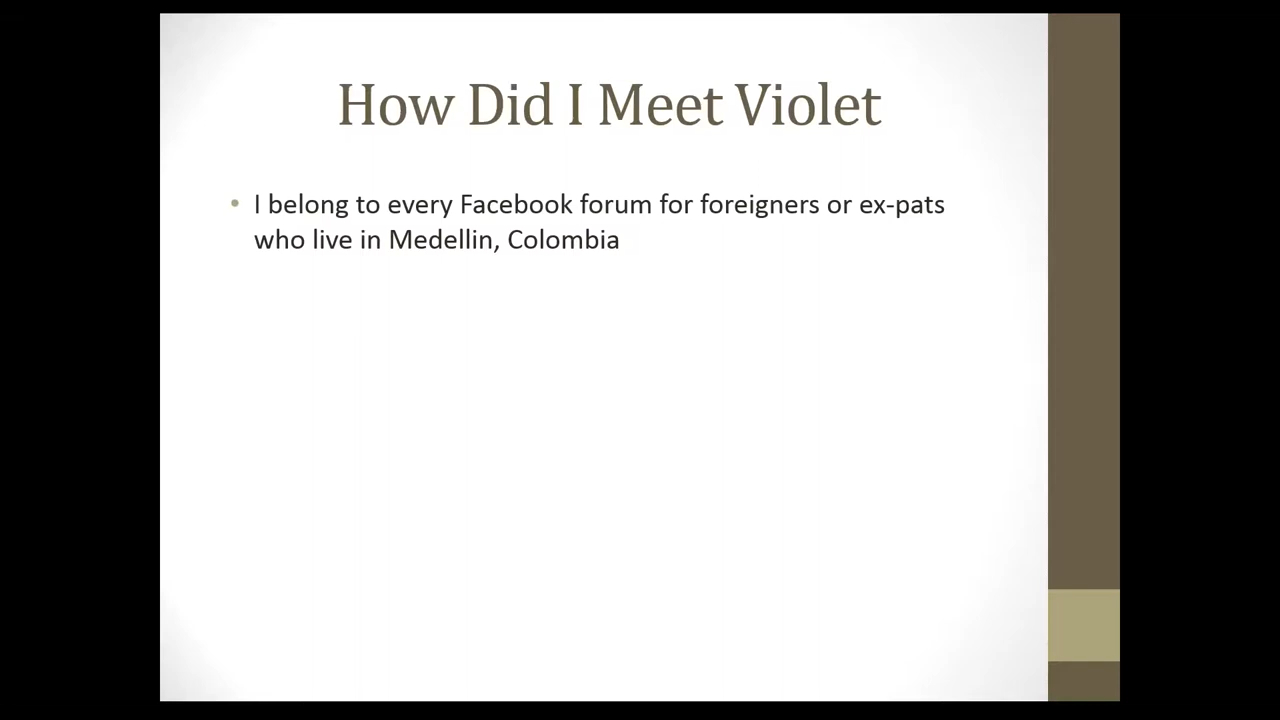 How Did I Meet Violet
• I belong to every Facebook forum for foreigners or ex-pats
who live in Medellin, Colombia